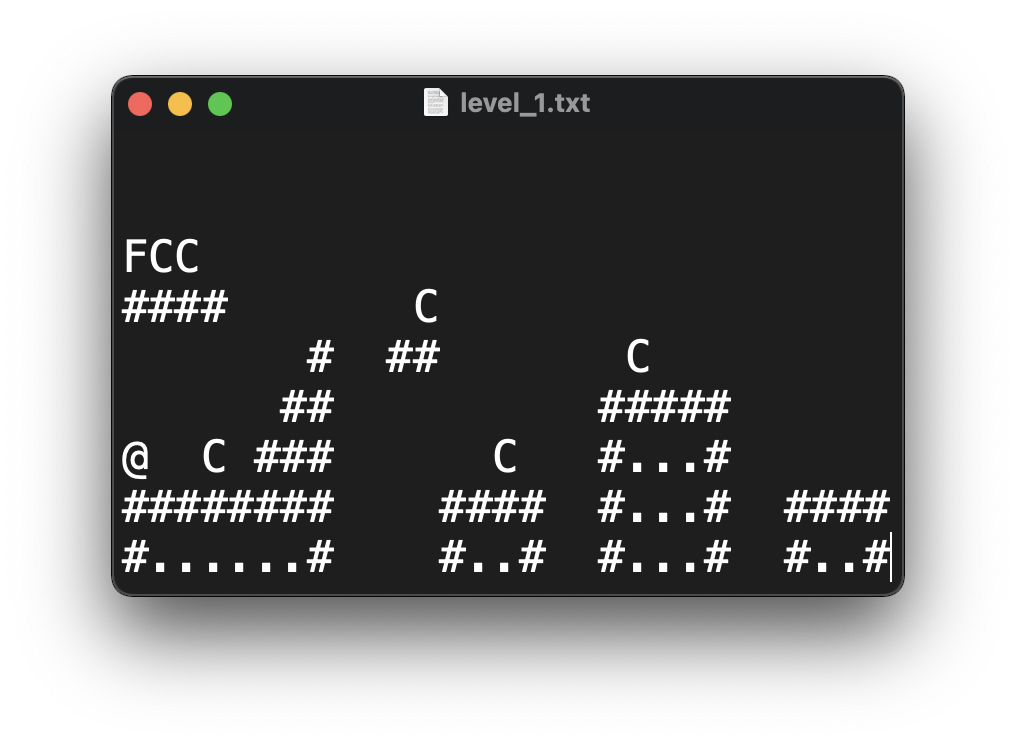 FCC
####       C
       #  ##       C
      ##          #####
@  C ###      C   #...#
########    ####  #...#  ####
#......#    #..#  #...#  #..#
level_1.txt